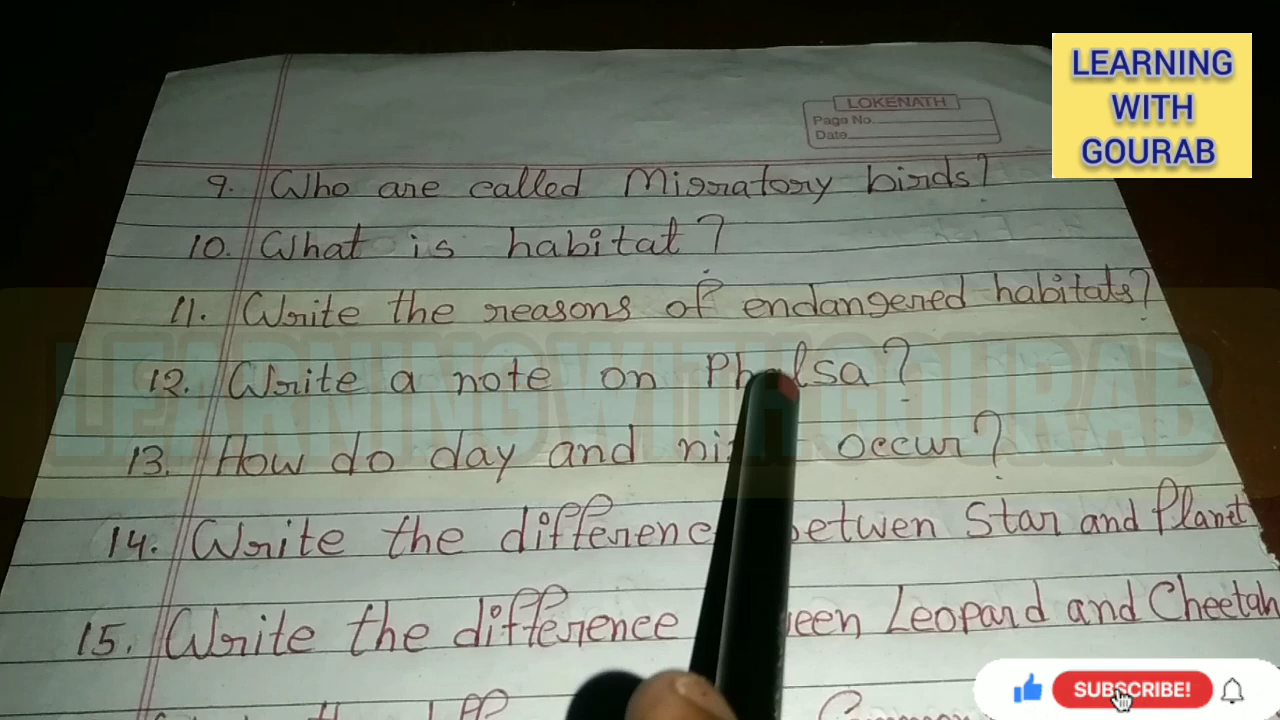 LEARNING
WITH
GOURAB
LOKENATH
Page No.
Date
9. Who are called Migratory birds?
10. What is habitat?
11. Write the reasons of endangered habitats?
12. Write a note on ?
13. How do day and occur?
14. Write the betwen Star and Planet
15. Write the difference Leopard and Cheetah
LEARNINGWITHGOURAB
SUBSCRIBE!